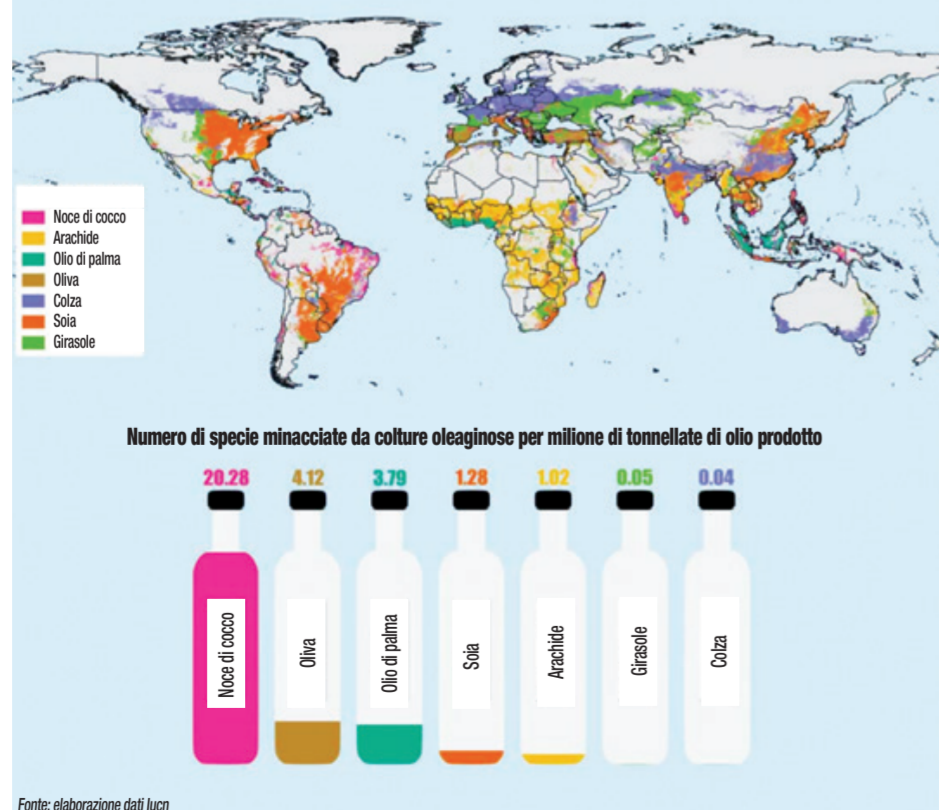 Noce di cocco
Arachide
Olio di palma
Oliva
Colza
Soia
Girasole
Numero di specie minacciate da colture oleaginose per milione di tonnellate di olio prodotto
20.28 4.12 3.79 1.28 1.02 0.05 0.04
Noce di cocco
Oliva
Olio di palma
Soia
Arachide
Girasole
Colza
Fonte: elaborazione dati Iucn